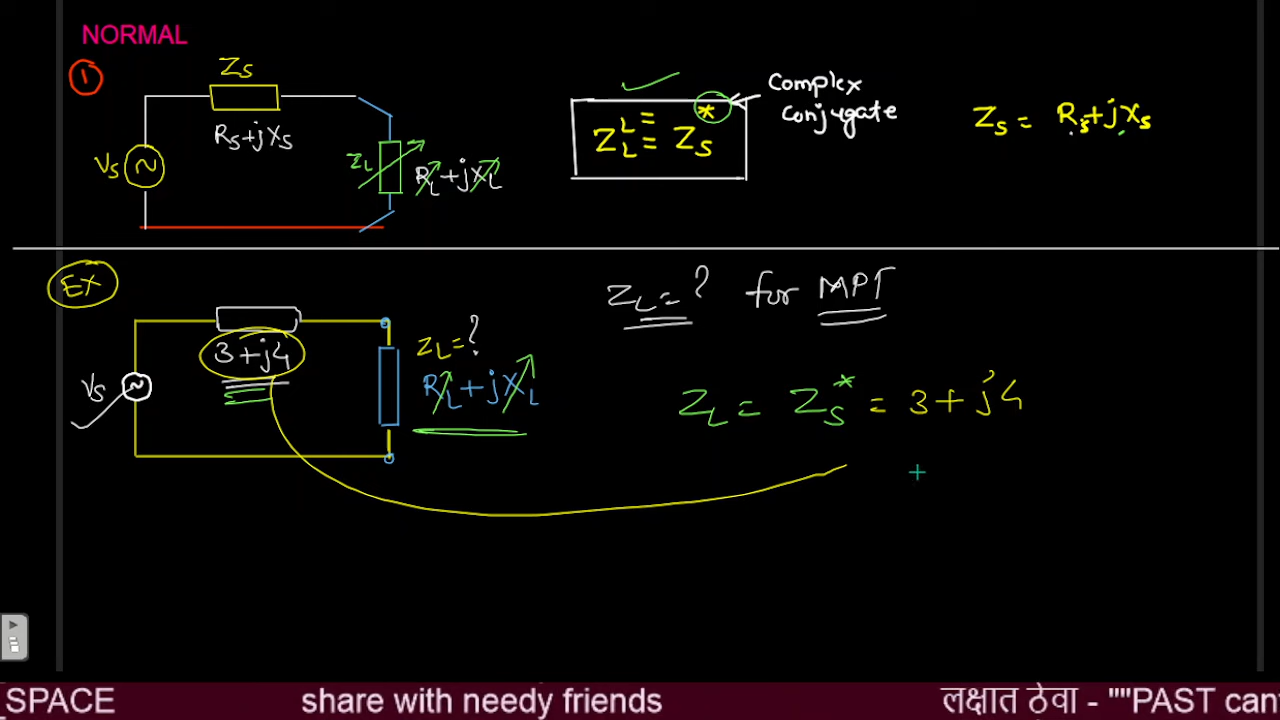 NORMAL
1
Zs
Rs+jXs
Vs
ZL
RL+jXL
L =
ZL = Zs*
Complex
Conjugate
Zs = Rs+jXs
EX
ZL = ? for MPT
3+j4
Vs
ZL = ?
RL+jXL
ZL = Zs* = 3+j4
SPACE share with needy friends लक्षात ठेवा - ""PAST can